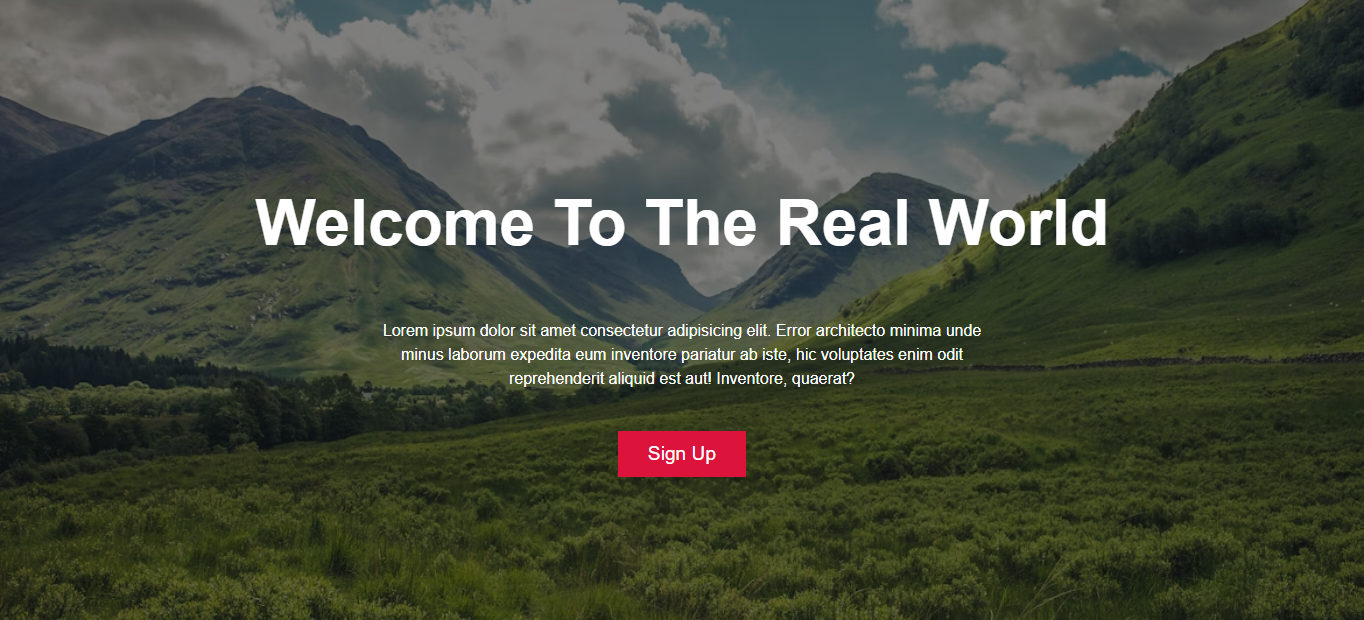 Welcome To The Real World
Lorem ipsum dolor sit amet consectetur adipisicing elit. Error architecto minima unde
minus laborum expedita eum inventore pariatur ab iste, hic voluptates enim odit
reprehenderit aliquid est aut! Inventore, quaerat?
Sign Up